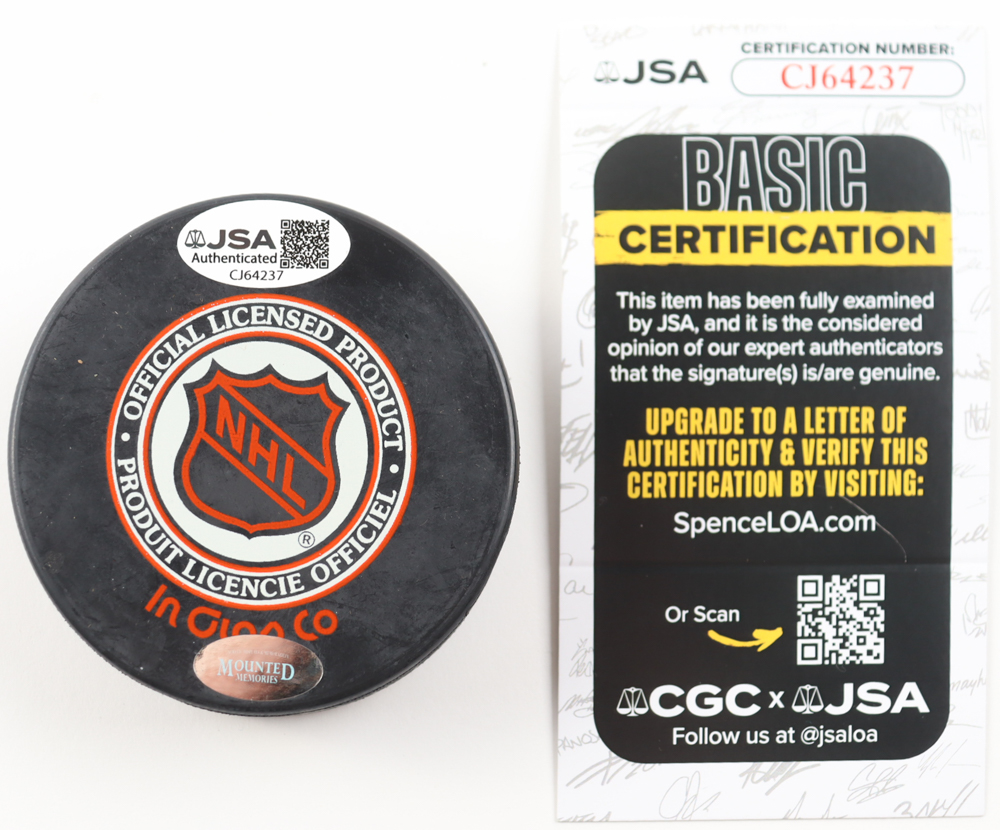 JSA
Authenticated
CJ64237
OFFICIAL LICENSED PRODUCT
NHL
®
• PRODUIT LICENCIE OFFICIEL •
In Glas Co
MOUNTED
MEMORIES
JSA
CERTIFICATION NUMBER:
CJ64237
BASIC
CERTIFICATION
This item has been fully examined
by JSA, and it is the considered
opinion of our expert authenticators
that the signature(s) is/are genuine.
UPGRADE TO A LETTER OF
AUTHENTICITY & VERIFY THIS
CERTIFICATION BY VISITING:
SpenceLOA.com
Or Scan
CGC x JSA
Follow us at @jsaloa